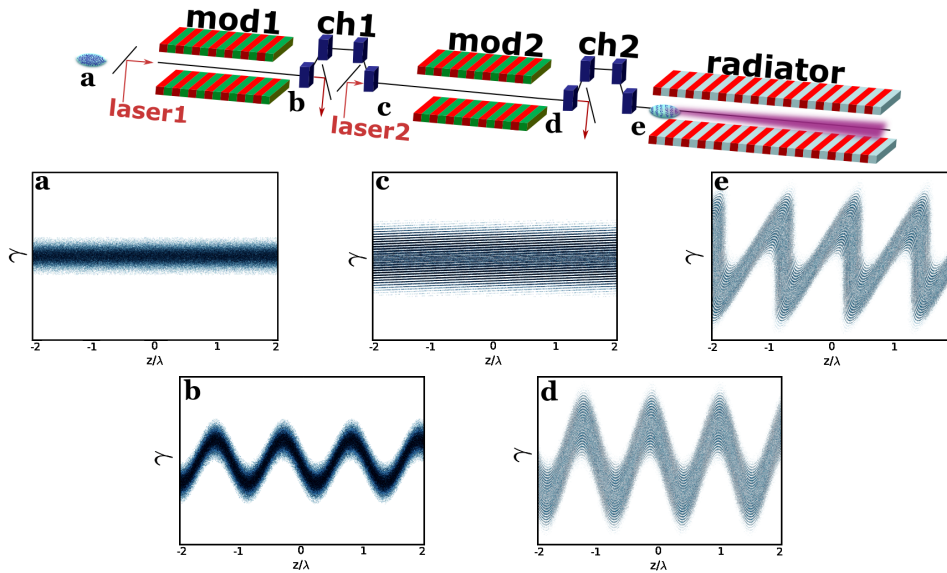 mod1
ch1
mod2
ch2
radiator
a
laser1
b
laser2
c
d
e
a
γ
-2
-1
0
1
2
z/λ
c
γ
-2
-1
0
1
2
z/λ
e
γ
-2
-1
0
1
z/λ
b
γ
-2
-1
0
1
2
z/λ
d
γ
-2
-1
0
1
2
z/λ